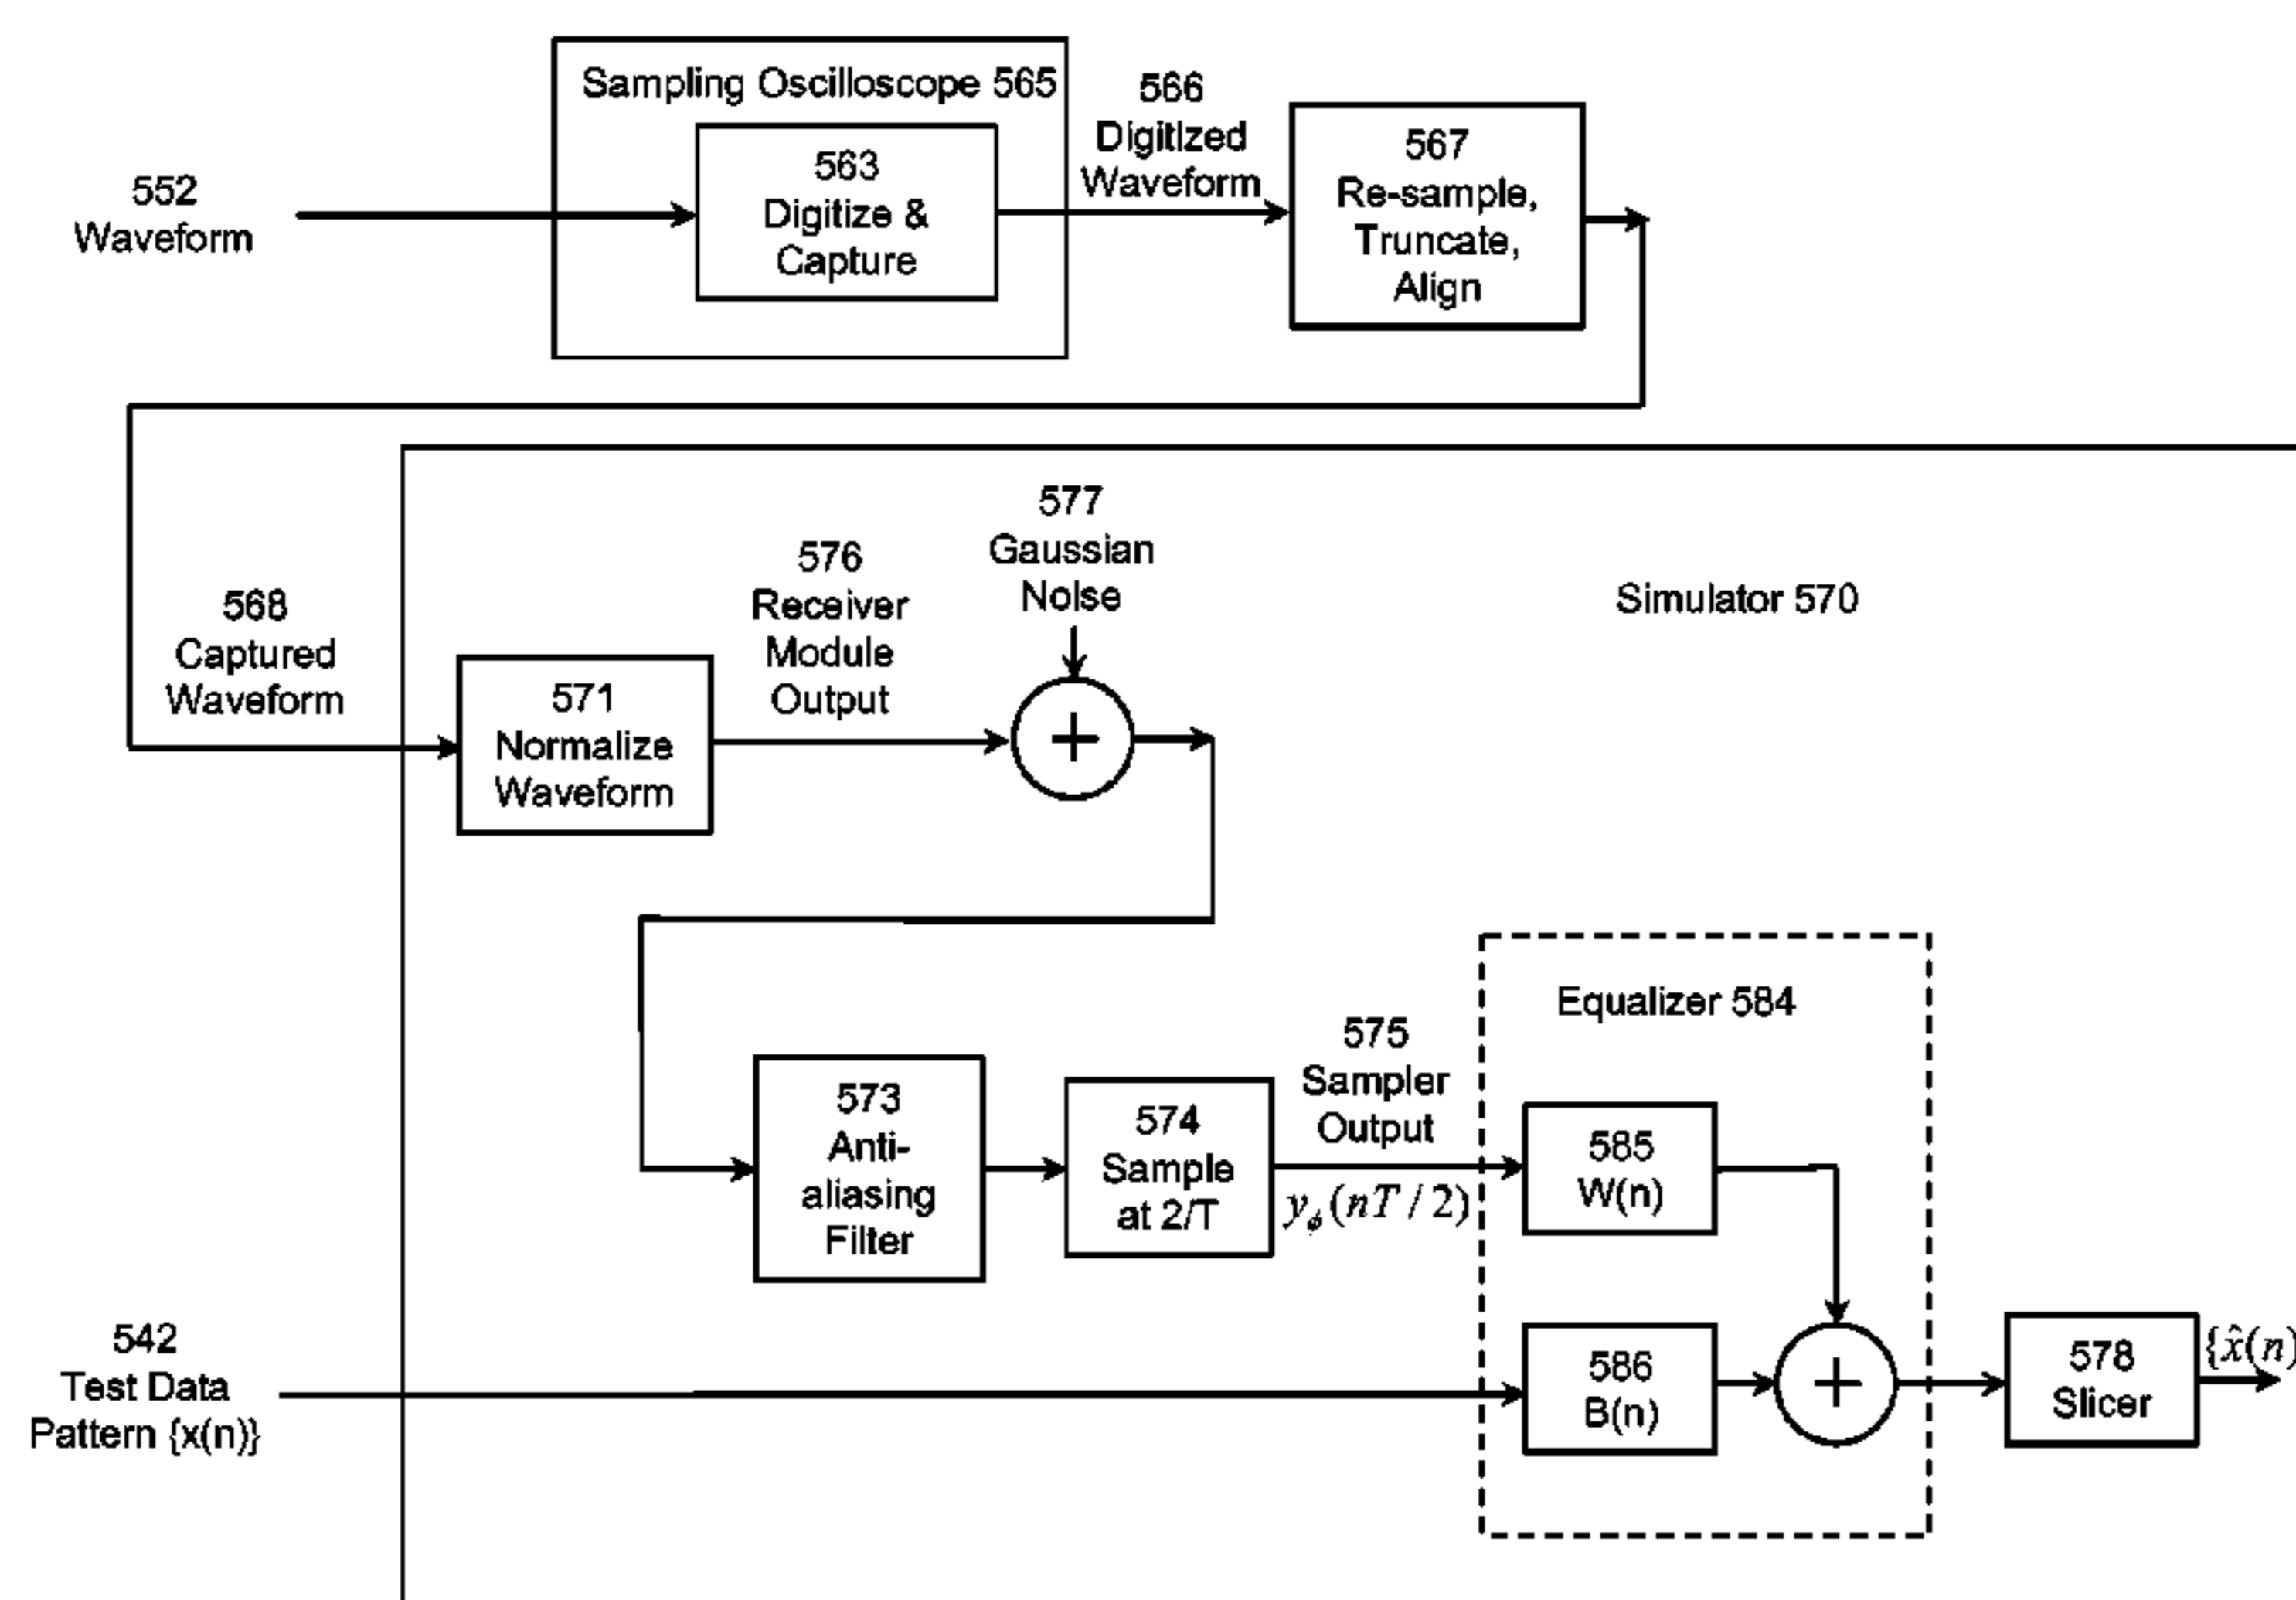 Sampling Oscilloscope 565
552
Waveform
563
Digitize &
Capture
566
Digitized
Waveform
567
Re-sample,
Truncate,
Align
568
Captured
Waveform
571
Normalize
Waveform
576
Receiver
Module
Output
577
Gaussian
Noise
+
Simulator 570
573
Anti-
aliasing
Filter
574
Sample
at 2/T
575
Sampler
Output
y_ϕ(nT / 2)
Equalizer 584
585
W(n)
542
Test Data
Pattern {x(n)}
586
B(n)
+
578
Slicer
{x̂(n)